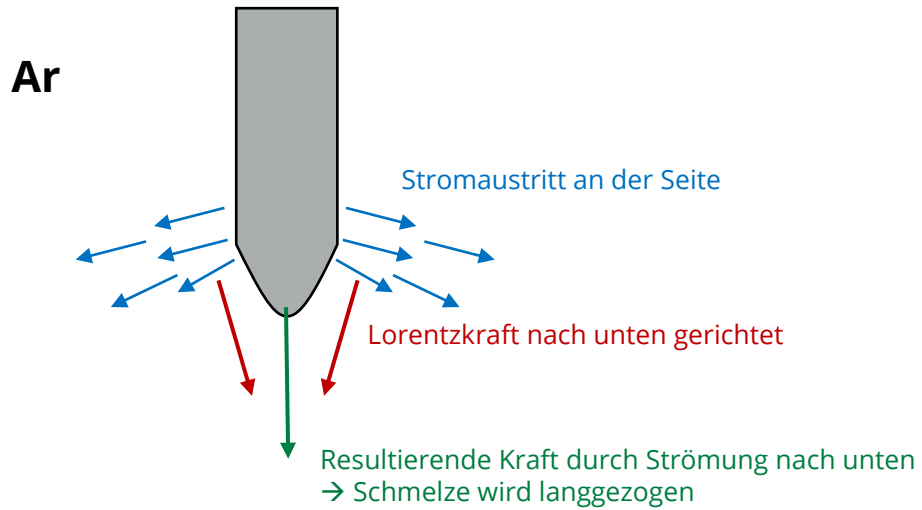 Ar
Stromaustritt an der Seite
Lorentzkraft nach unten gerichtet
Resultierende Kraft durch Strömung nach unten
→ Schmelze wird langgezogen